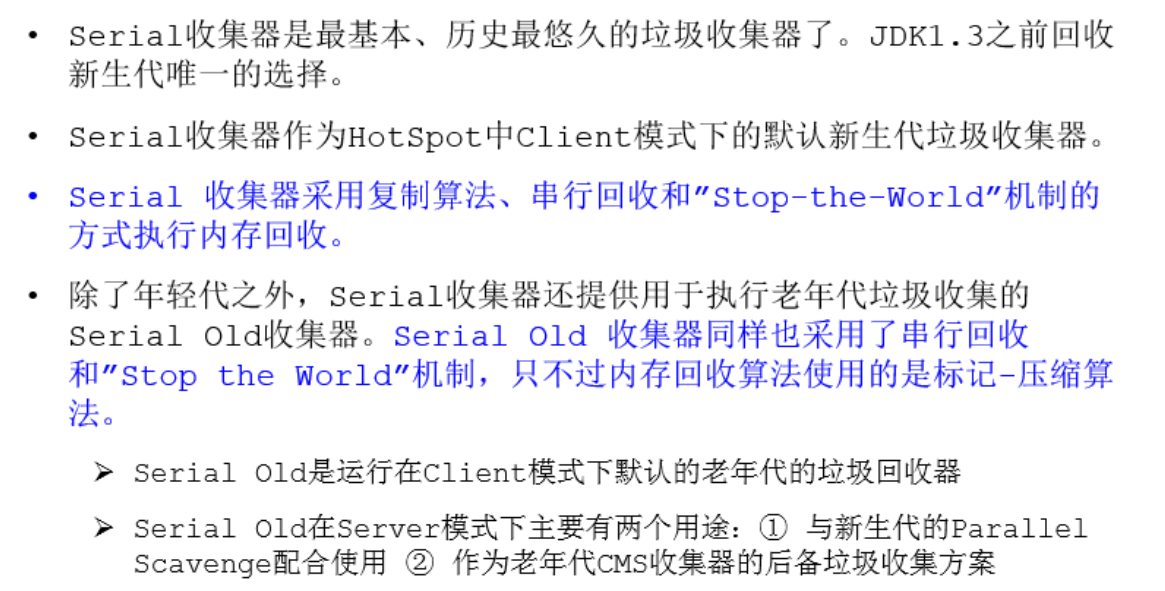 • Serial收集器是最基本、历史最悠久的垃圾收集器了。JDK1.3之前回收
新生代唯一的选择。
• Serial收集器作为HotSpot中Client模式下的默认新生代垃圾收集器。
• Serial 收集器采用复制算法、串行回收和"Stop-the-World"机制的
方式执行内存回收。
• 除了年轻代之外，Serial收集器还提供用于执行老年代垃圾收集的
Serial Old收集器。Serial Old 收集器同样也采用了串行回收
和"Stop the World"机制，只不过内存回收算法使用的是标记-压缩算
法。
➢ Serial Old是运行在Client模式下默认的老年代的垃圾回收器
➢ Serial Old在Server模式下主要有两个用途：① 与新生代的Parallel
Scavenge配合使用 ② 作为老年代CMS收集器的后备垃圾收集方案